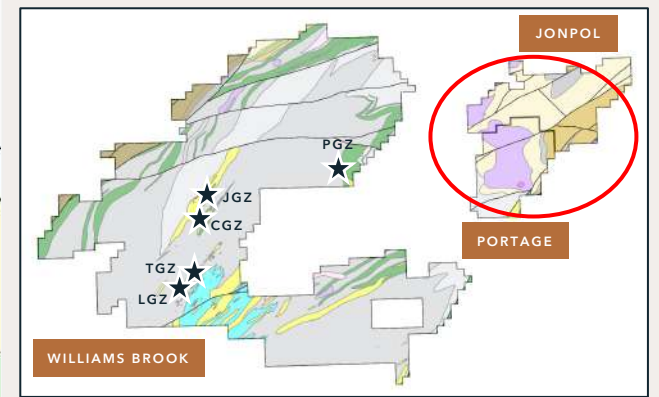 JONPOL
PGZ
JGZ
CGZ
PORTAGE
TGZ
LGZ
WILLIAMS BROOK